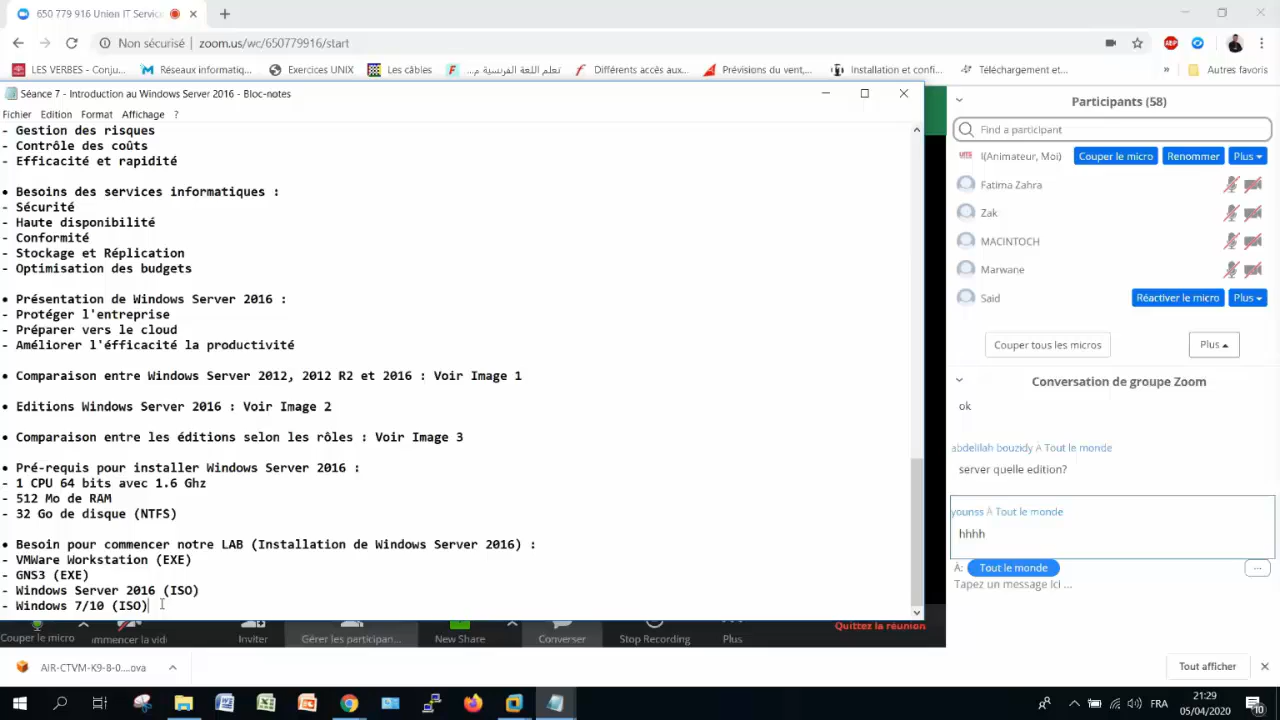 650 779 916 Union IT Servic
Non sécurisé | zoom.us/wc/650779916/start
LES VERBES - Conju...
Réseaux informatiq...
Exercices UNIX
Les câbles
تعلم اللغة الفرنسية م...
Différents accès aux...
Prévisions du vent,...
Installation et confi...
Téléchargement et...
»
Autres favoris
Séance 7 - Introduction au Windows Server 2016 - Bloc-notes
Fichier Edition Format Affichage ?
- Gestion des risques
- Contrôle des coûts
- Efficacité et rapidité
• Besoins des services informatiques :
- Sécurité
- Haute disponibilité
- Conformité
- Stockage et Réplication
- Optimisation des budgets
• Présentation de Windows Server 2016 :
- Protéger l'entreprise
- Préparer vers le cloud
- Améliorer l'éfficacité la productivité
• Comparaison entre Windows Server 2012, 2012 R2 et 2016 : Voir Image 1
• Editions Windows Server 2016 : Voir Image 2
• Comparaison entre les éditions selon les rôles : Voir Image 3
• Pré-requis pour installer Windows Server 2016 :
- 1 CPU 64 bits avec 1.6 Ghz
- 512 Mo de RAM
- 32 Go de disque (NTFS)
• Besoin pour commencer notre LAB (Installation de Windows Server 2016) :
- VMWare Workstation (EXE)
- GNS3 (EXE)
- Windows Server 2016 (ISO)
- Windows 7/10 (ISO)
Participants (58)
Find a participant
I(Animateur, Moi) Couper le micro Renommer Plus
Fatima Zahra
Zak
MACINTOCH
Marwane
Said Réactiver le micro Plus
Couper tous les micros Plus
Conversation de groupe Zoom
ok
abdelilah bouzidy À Tout le monde
server quelle edition?
younss À Tout le monde
hhhh
À: Tout le monde ...
Tapez un message ici ...
Couper le micro
mmencer la vid
Inviter
Gérer les participan...
New Share
Converser
Stop Recording
Plus
Quittez la réunion
AIR-CTVM-K9-8-0....ova
Tout afficher
FRA
21:29
05/04/2020
10